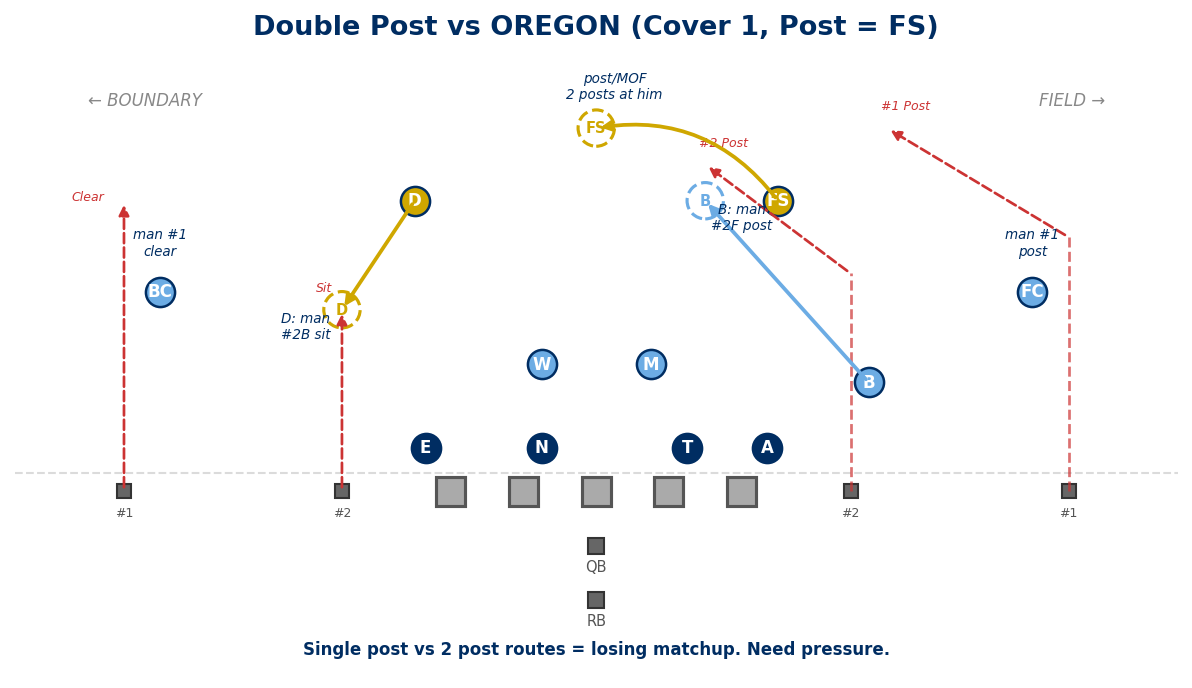 Double Post vs OREGON (Cover 1, Post = FS)
post/MOF
2 posts at him
← BOUNDARY
FIELD →
#1 Post
FS
#2 Post
Clear
D
B
FS
B: man
#2F post
man #1
clear
man #1
post
BC
FC
Sit
D
D: man
#2B sit
W
M
B
E
N
T
A
#1
#2
#2
#1
QB
RB
Single post vs 2 post routes = losing matchup. Need pressure.